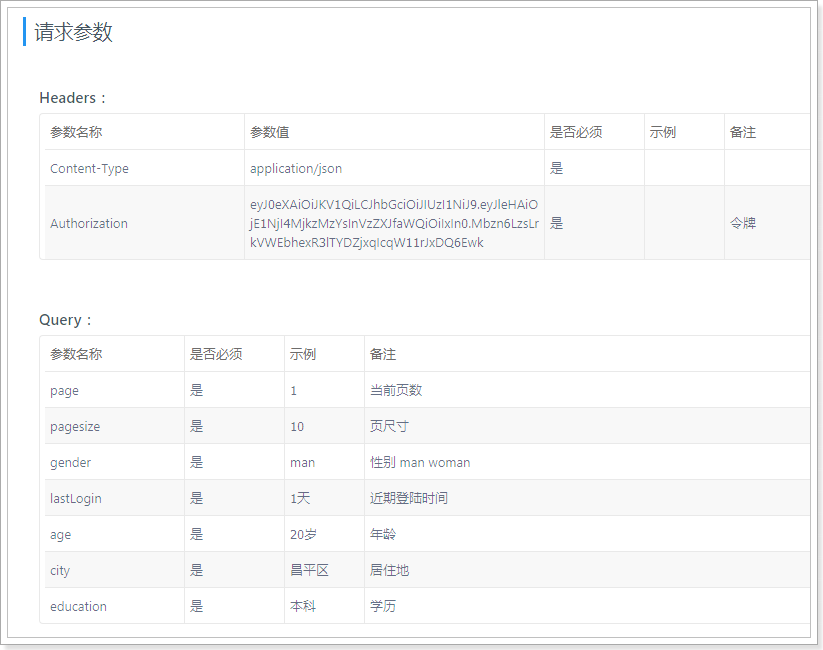 请求参数
Headers：
参数名称 参数值 是否必须 示例 备注
Content-Type application/json 是
Authorization eyJ0eXAiOiJKV1QiLCJhbGciOiJIUzI1NiJ9.eyJleHAiO 是 令牌
jE1NjI4MjkzMzYsInVzZXJfaWQiOiIxIn0.Mbzn6LzsLr
kVWEbhexR3lTYDZjxqIcqW11rJxDQ6Ewk
Query：
参数名称 是否必须 示例 备注
page 是 1 当前页数
pagesize 是 10 页尺寸
gender 是 man 性别 man woman
lastLogin 是 1天 近期登陆时间
age 是 20岁 年龄
city 是 昌平区 居住地
education 是 本科 学历